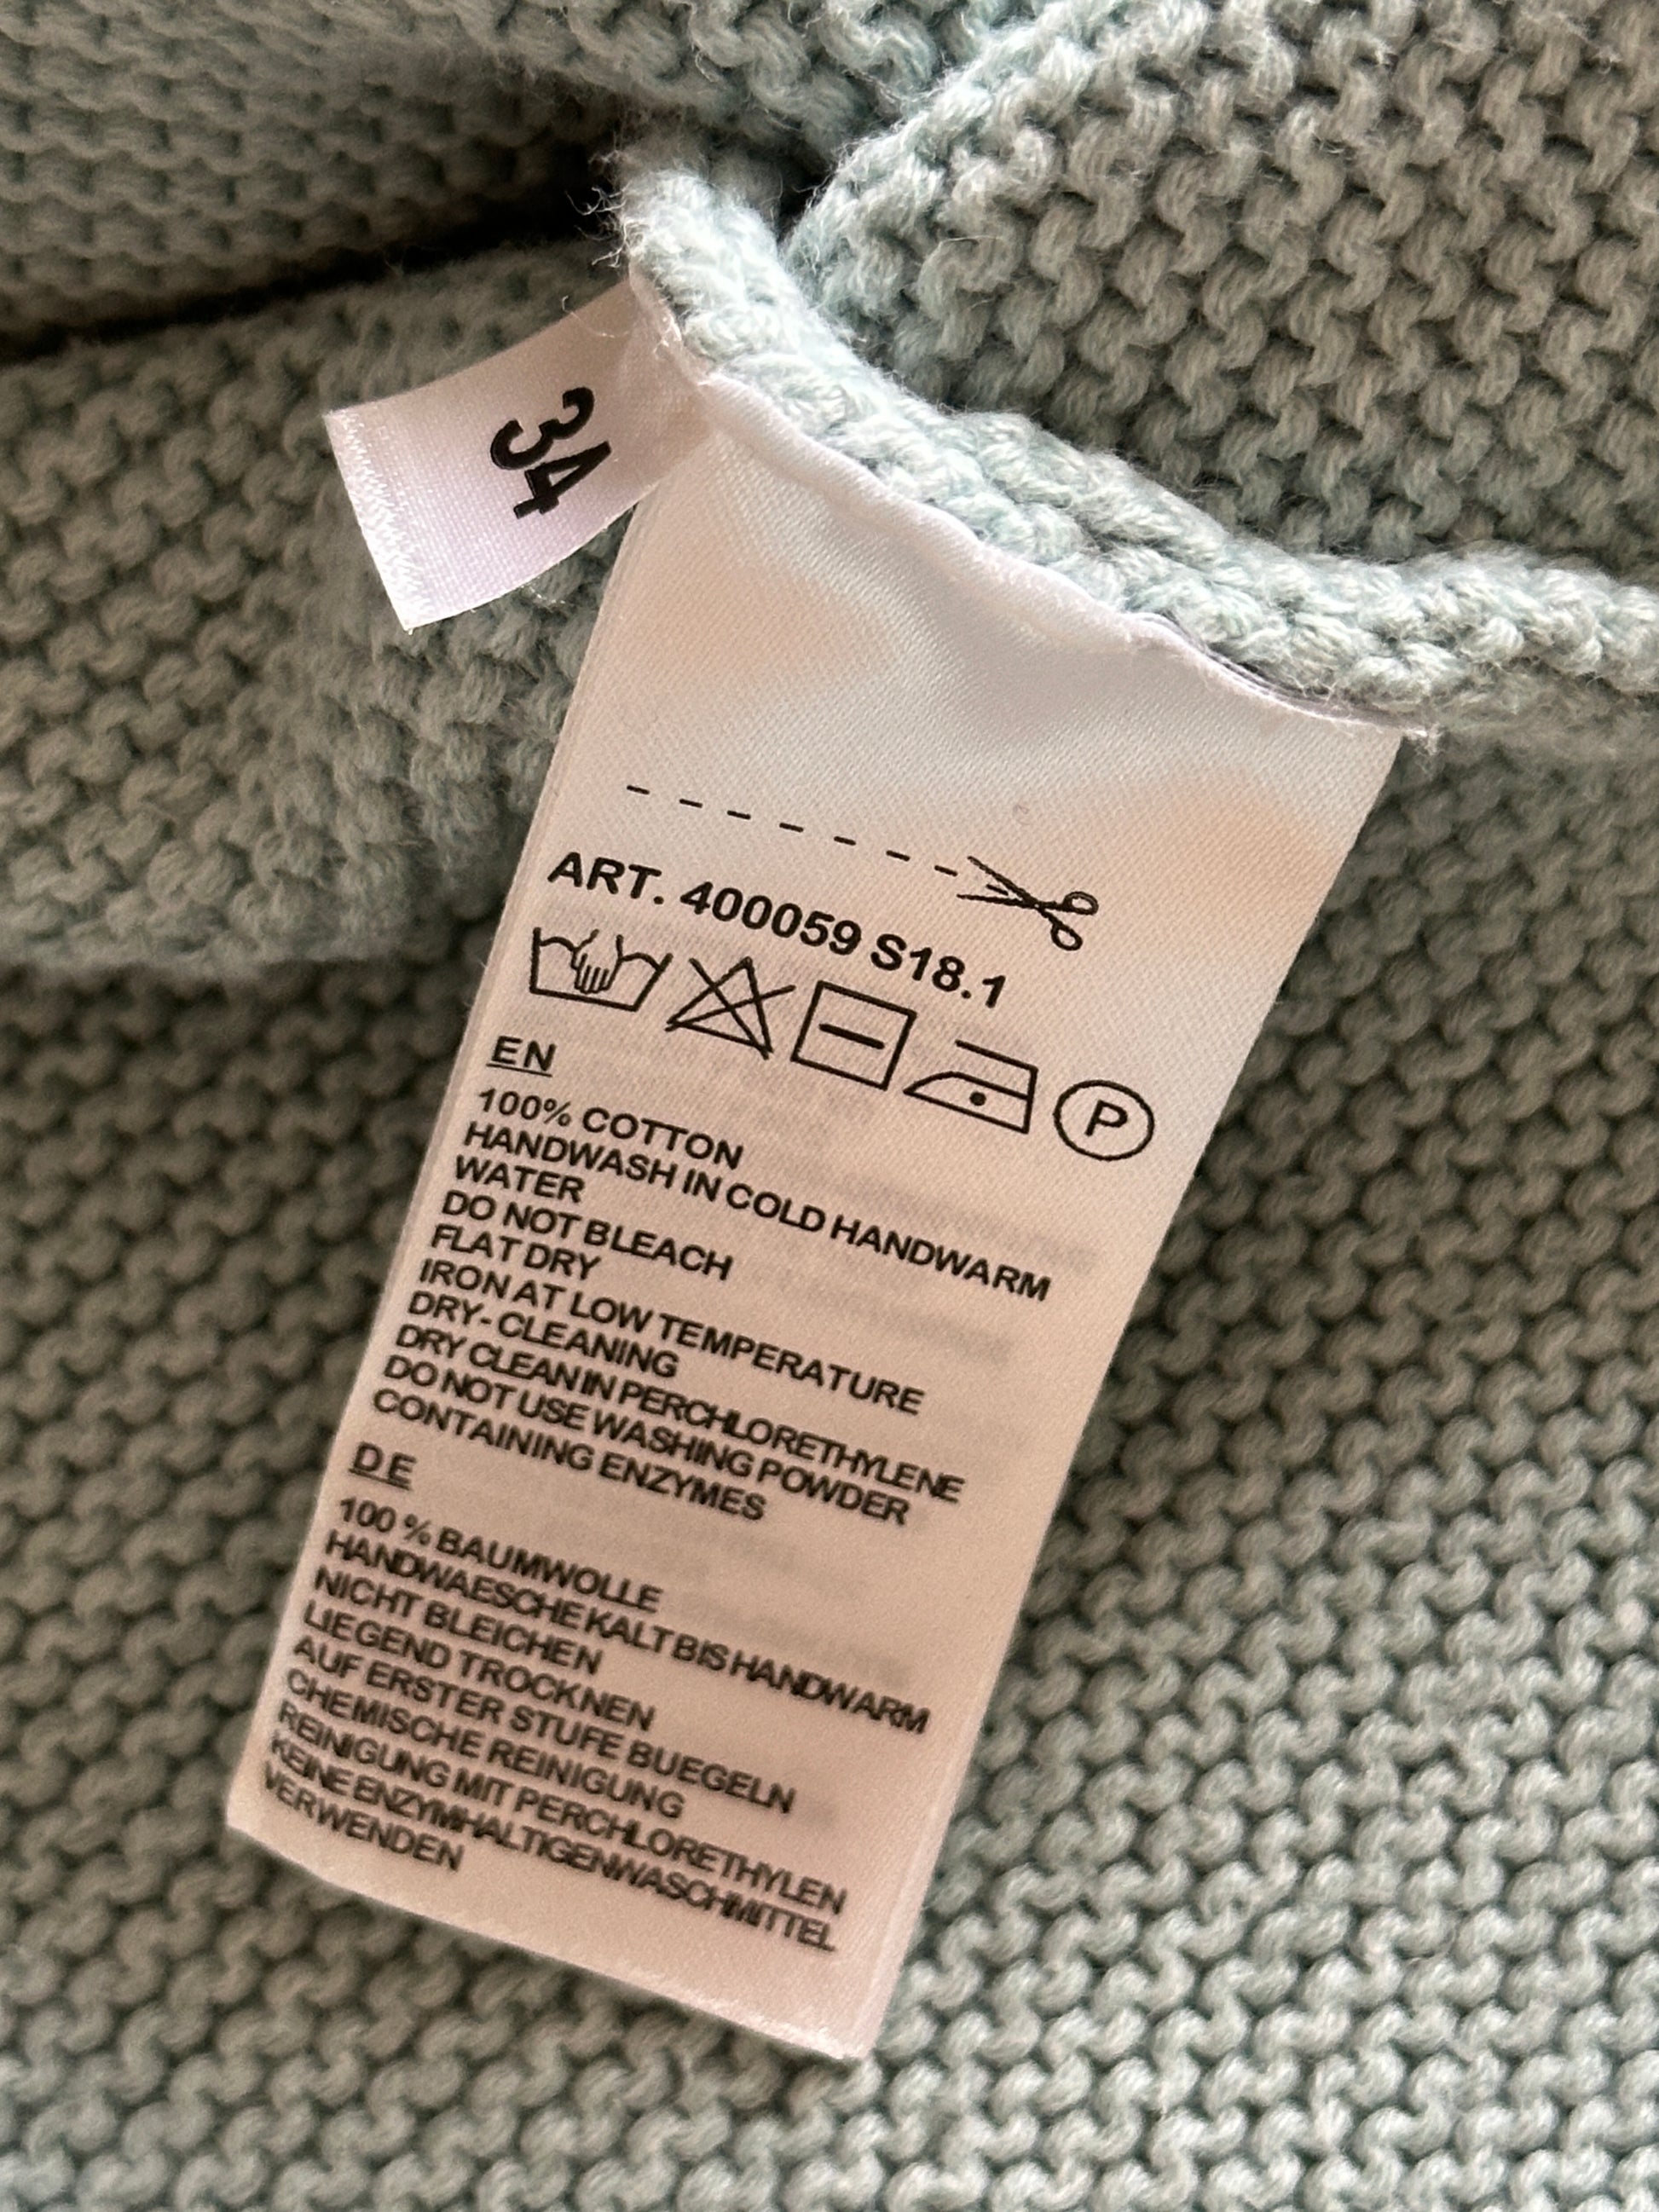 34
ART. 400059 S18.1
P
EN
100% COTTON
HANDWASH IN COLD HANDWARM
WATER
DO NOT BLEACH
FLAT DRY
IRON AT LOW TEMPERATURE
DRY-CLEANING
DRY CLEAN IN PERCHLORETHYLENE
DO NOT USE WASHING POWDER
CONTAINING ENZYMES
DE
100 % BAUMWOLLE
HANDWAESCHE KALT BIS HANDWARM
NICHT BLEICHEN
LIEGEND TROCKNEN
AUF ERSTER STUFE BUEGELN
CHEMISCHE REINIGUNG
REINIGUNG MIT PERCHLORETHYLEN
KEINE ENZYMHALTIGEN WASCHMITTEL
VERWENDEN